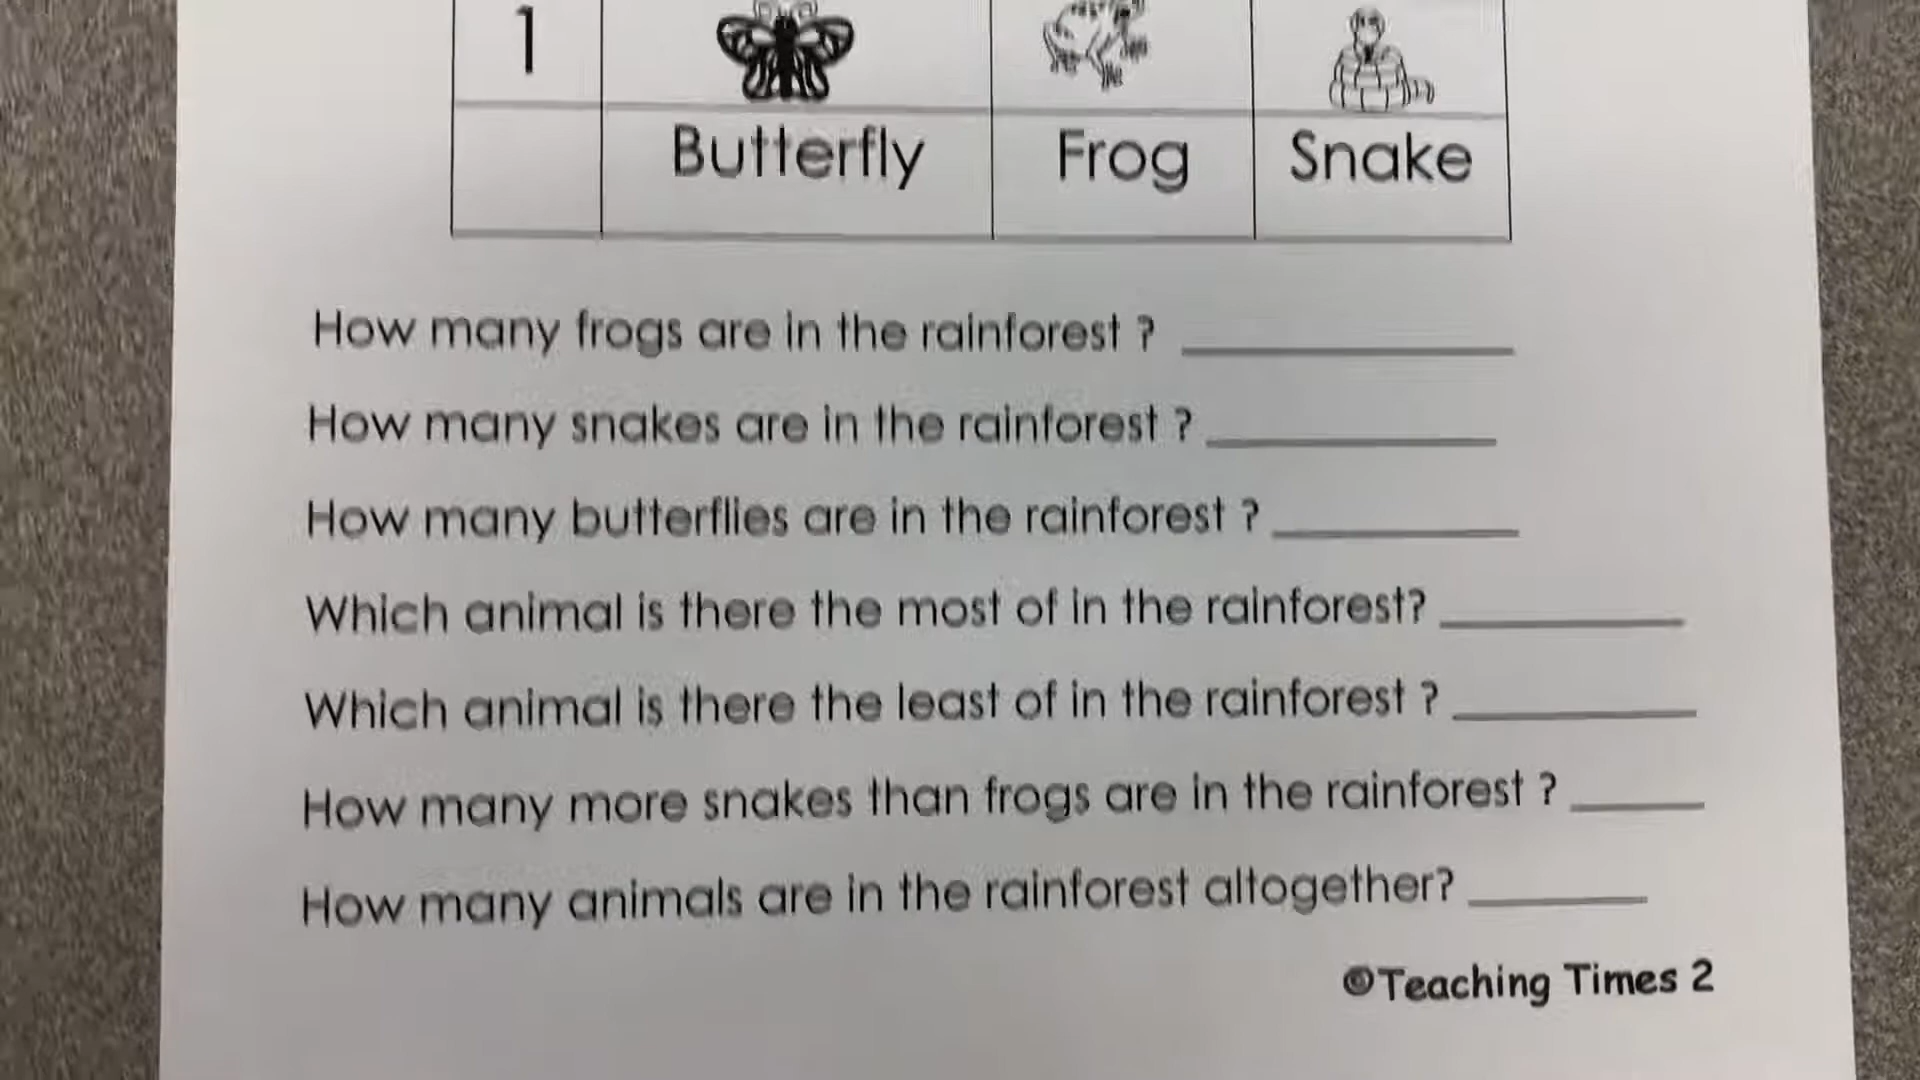 1
Butterfly Frog Snake
How many frogs are in the rainforest ?
How many snakes are in the rainforest ?
How many butterflies are in the rainforest ?
Which animal is there the most of in the rainforest?
Which animal is there the least of in the rainforest ?
How many more snakes than frogs are in the rainforest ?
How many animals are in the rainforest altogether?
©Teaching Times 2